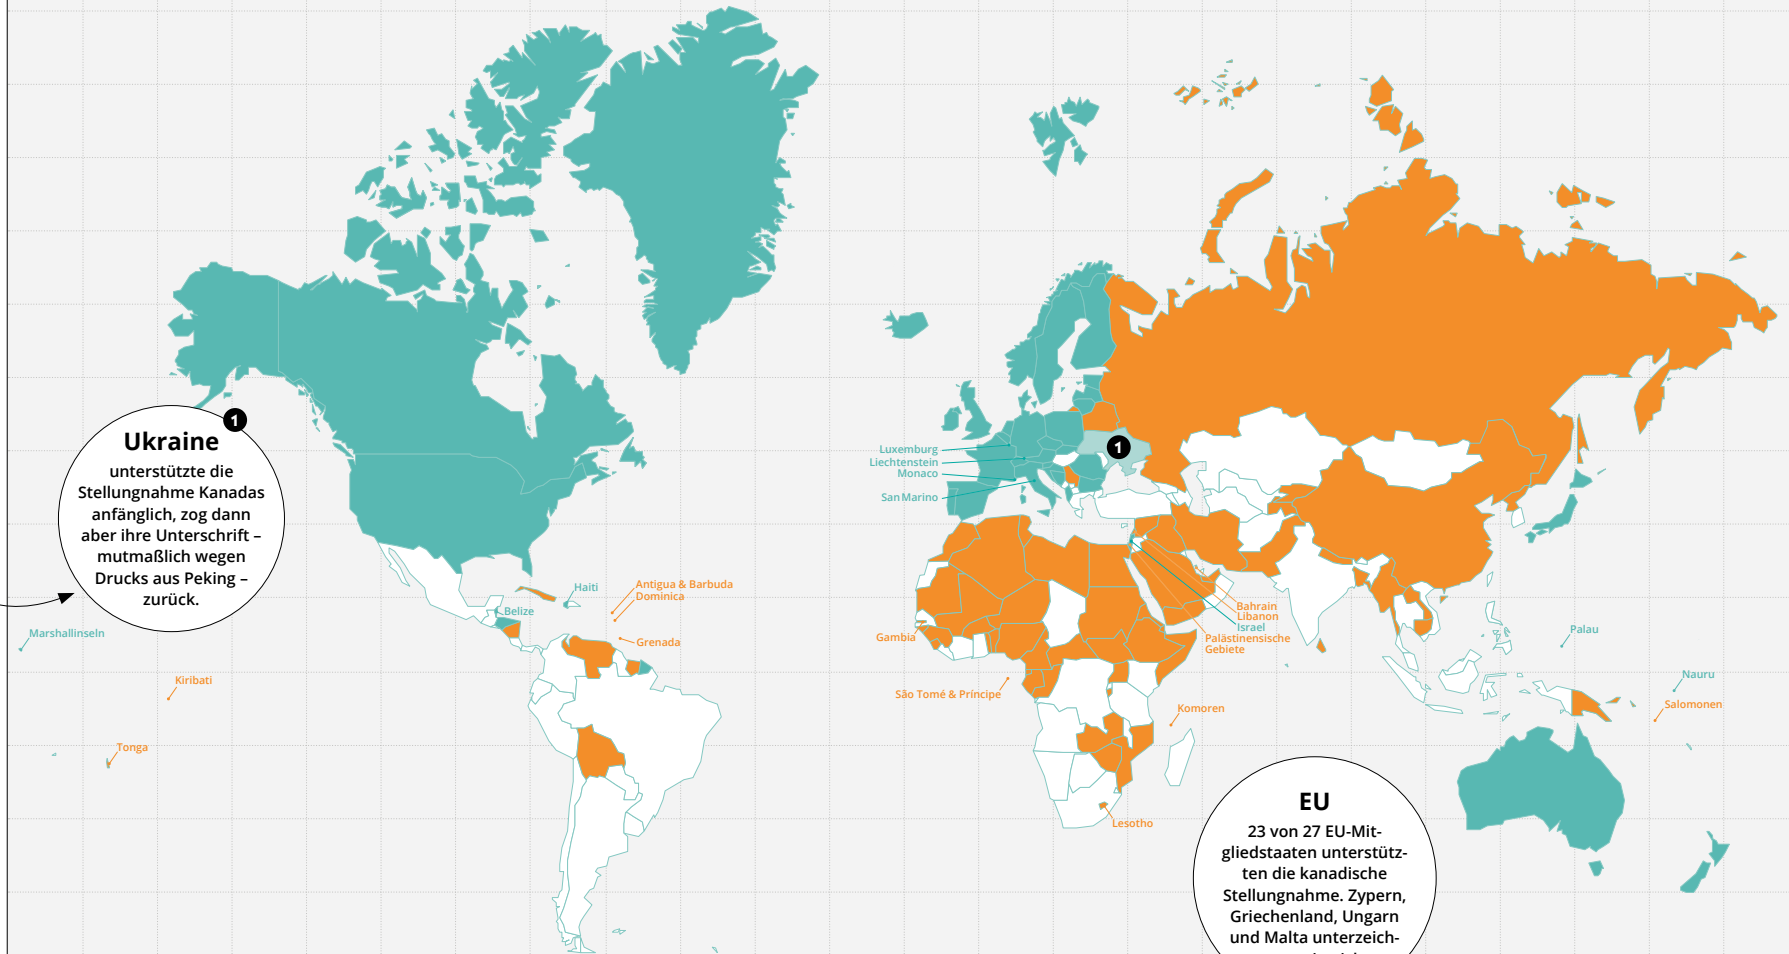 1
Ukraine
unterstützte die
Stellungnahme Kanadas
anfänglich, zog dann
aber ihre Unterschrift –
mutmaßlich wegen
Drucks aus Peking –
zurück.
Marshallinseln
Kiribati
Tonga
Haiti
Belize
Antigua & Barbuda
Dominica
Grenada
Luxemburg
Liechtenstein
Monaco
San Marino
1
Gambia
São Tomé & Príncipe
Bahrain
Libanon
Israel
Palästinensische
Gebiete
Komoren
Lesotho
Palau
Nauru
Salomonen
EU
23 von 27 EU-Mit-
gliedstaaten unterstütz-
ten die kanadische
Stellungnahme. Zypern,
Griechenland, Ungarn
und Malta unterzeich-